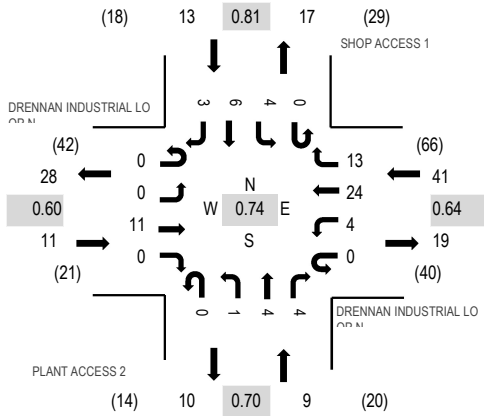 (18) 13 0.81 17 (29)
SHOP ACCESS 1
DRENNAN INDUSTRIAL LO
OP N
3 6 4 0
(42) (66)
0 13
28 41
0 N 24
0.60 W 0.74 E 0.64
11 4
11 S 19
0 0
(21) (40)
0 1 4 4
DRENNAN INDUSTRIAL LO
OP N
PLANT ACCESS 2
(14) 10 0.70 9 (20)